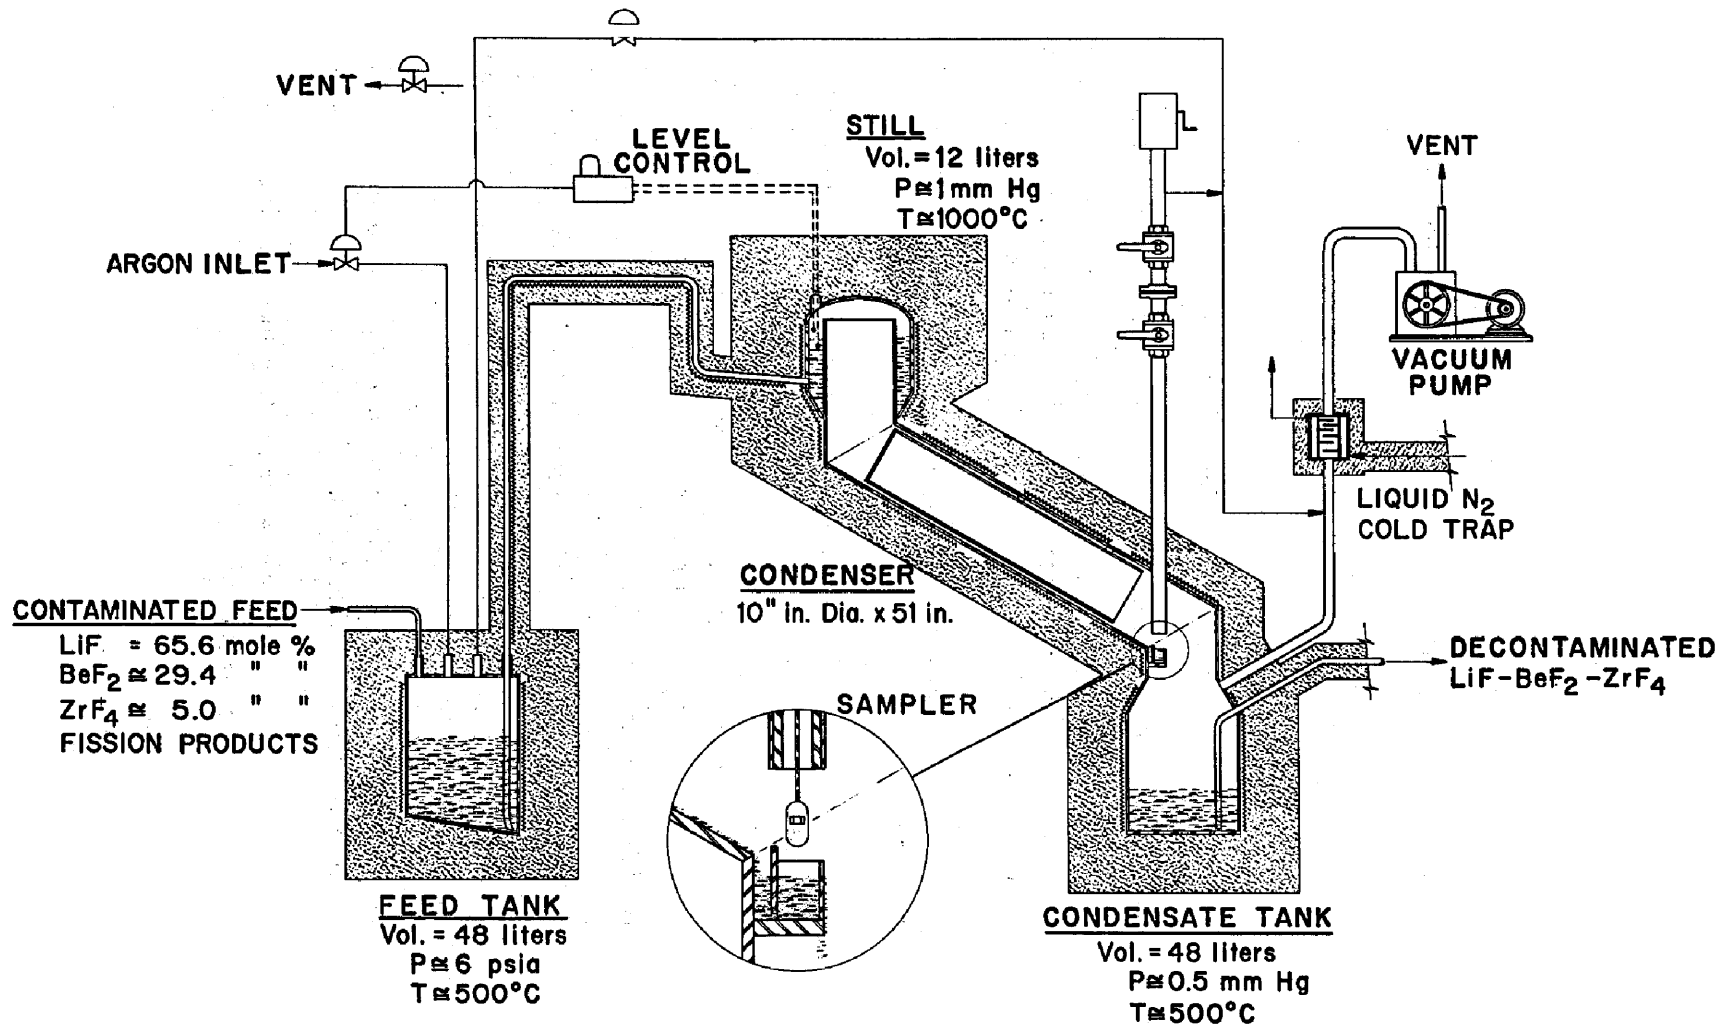 VENT
LEVEL
CONTROL
ARGON INLET
STILL
Vol.=12 liters
P≅1mm Hg
T≅1000°C
VENT
VACUUM
PUMP
LIQUID N₂
COLD TRAP
CONDENSER
10" in. Dia. x 51 in.
CONTAMINATED FEED
LiF = 65.6 mole %
BeF₂ ≅ 29.4 " "
ZrF₄ ≅ 5.0 " "
FISSION PRODUCTS
DECONTAMINATED
LiF-BeF₂-ZrF₄
SAMPLER
FEED TANK
Vol. = 48 liters
P≅6 psia
T≅500°C
CONDENSATE TANK
Vol. = 48 liters
P≅0.5 mm Hg
T≅500°C